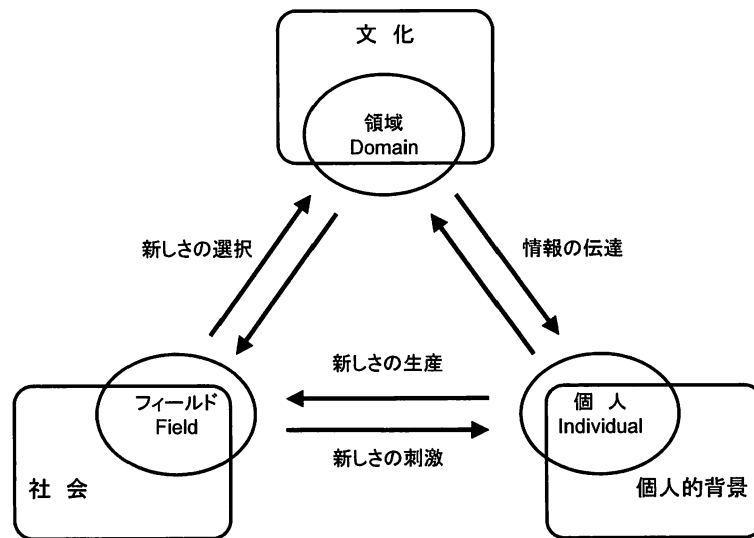 文 化
領域
Domain
新しさの選択
情報の伝達
新しさの生産
フィールド
Field
個 人
Individual
新しさの刺激
社 会
個人的背景